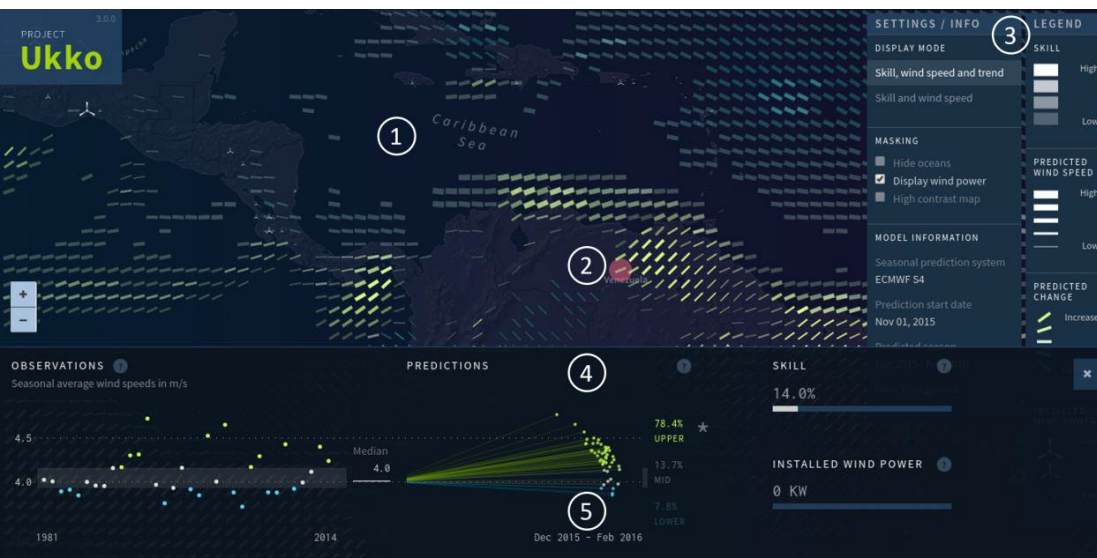 3.0.0
PROJECT
Ukko
Caribbean
Sea
Venezuela
1
2
3
4
5
+
−
SETTINGS / INFO
DISPLAY MODE
Skill, wind speed and trend
Skill and wind speed
MASKING
Hide oceans
Display wind power
High contrast map
MODEL INFORMATION
Seasonal prediction system
ECMWF S4
Prediction start date
Nov 01, 2015
Predicted season
LEGEND
SKILL
High
Low
PREDICTED
WIND SPEED
High
Low
PREDICTED
CHANGE
Increase
OBSERVATIONS ?
Seasonal average wind speeds in m/s
4.5
4.0
1981
2014
Median
4.0
PREDICTIONS
?
78.4%
UPPER
*
13.7%
MID
7.8%
LOWER
Dec 2015 - Feb 2016
SKILL ?
14.0%
INSTALLED WIND POWER ?
0 KW
×